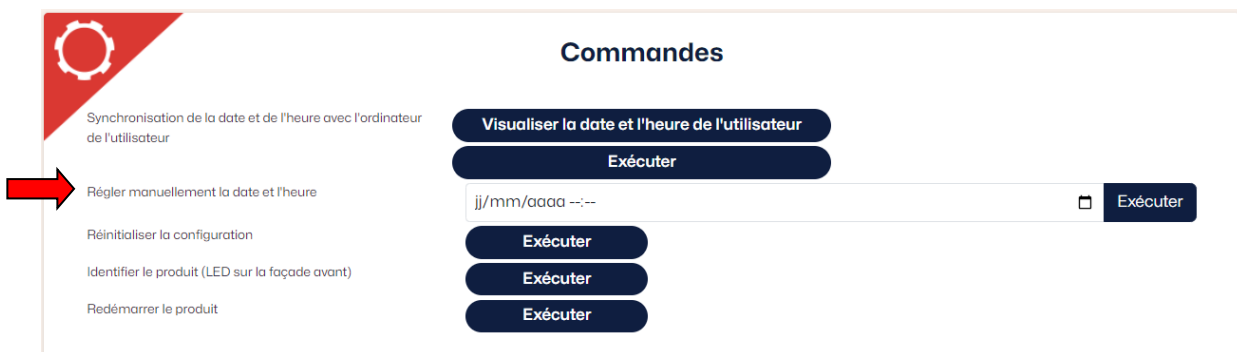 Commandes
Synchronisation de la date et de l'heure avec l'ordinateur
de l'utilisateur
Visualiser la date et l'heure de l'utilisateur
Exécuter
Régler manuellement la date et l'heure
jj/mm/aaaa --:--
Exécuter
Réinitialiser la configuration
Exécuter
Identifier le produit (LED sur la façade avant)
Exécuter
Redémarrer le produit
Exécuter